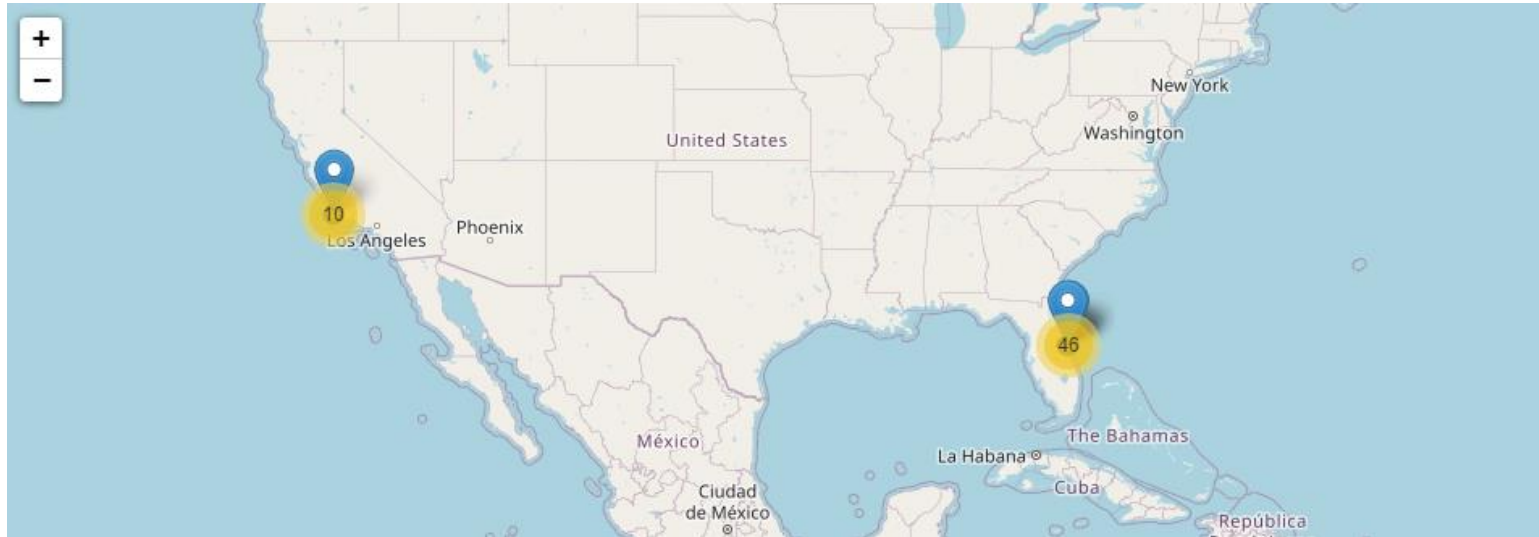 +
−
New York
Washington
United States
10
Los Angeles
Phoenix
46
México
The Bahamas
La Habana
Cuba
Ciudad
de México
República